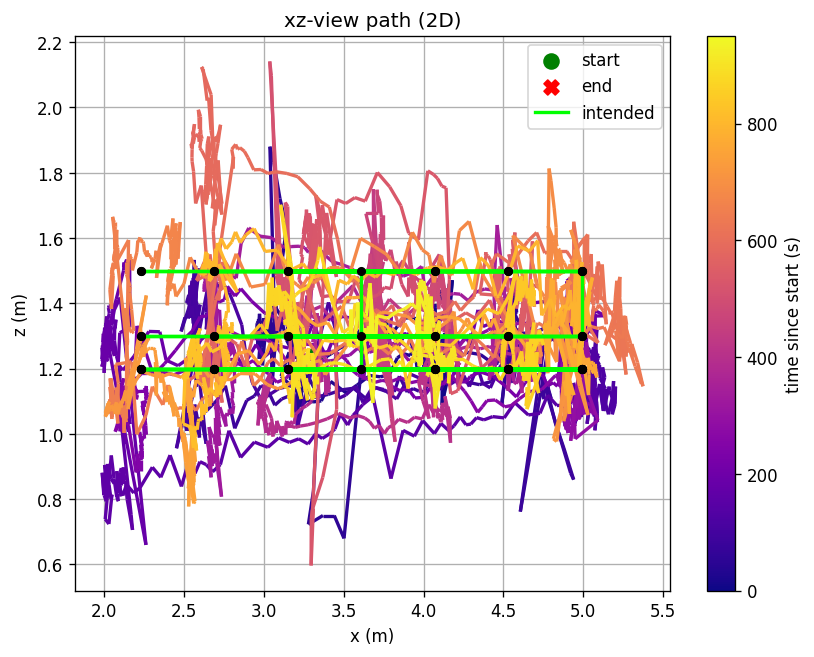 xz-view path (2D)
2.2
2.0
1.8
1.6
1.4
1.2
1.0
0.8
0.6
z (m)
2.0 2.5 3.0 3.5 4.0 4.5 5.0 5.5
x (m)
start
end
intended
800
600
400
200
0
time since start (s)